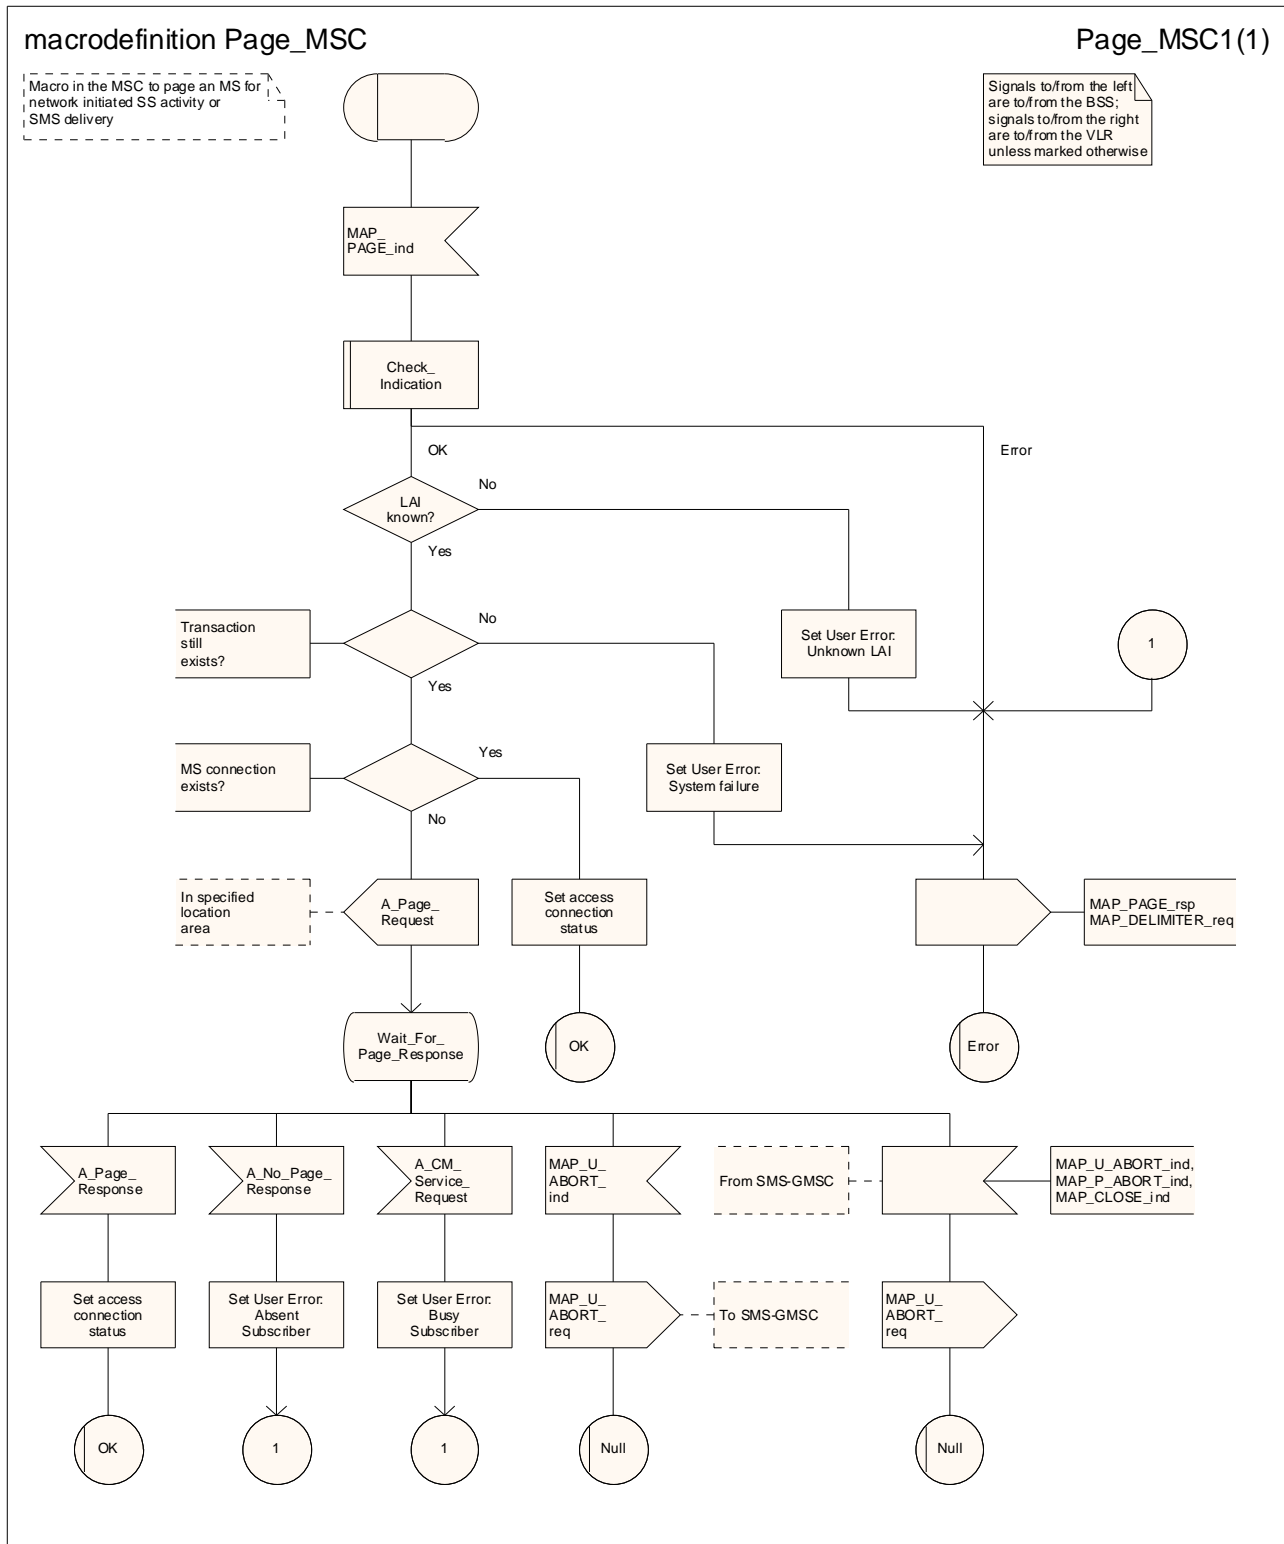 macrodefinition Page_MSC
Page_MSC1(1)
Macro in the MSC to page an MS for
network initiated SS activity or
SMS delivery
Signals to/from the left
are to/from the BSS;
signals to/from the right
are to/from the VLR
unless marked otherwise
MAP_
PAGE_ind
Check_
Indication
OK
Error
LAI
known?
No
Yes
Transaction
still
exists?
No
Yes
Set User Error:
Unknown LAI
1
MS connection
exists?
Yes
No
Set User Error:
System failure
In specified
location
area
A_Page_
Request
Set access
connection
status
MAP_PAGE_rsp
MAP_DELIMITER_req
Wait_For_
Page_Response
OK
Error
A_Page_
Response
A_No_Page_
Response
A_CM_
Service_
Request
MAP_U_
ABORT_
ind
From SMS-GMSC
MAP_U_ABORT_ind,
MAP_P_ABORT_ind,
MAP_CLOSE_ind
Set access
connection
status
Set User Error:
Absent
Subscriber
Set User Error:
Busy
Subscriber
MAP_U_
ABORT_
req
To SMS-GMSC
MAP_U_
ABORT_
req
OK
1
1
Null
Null